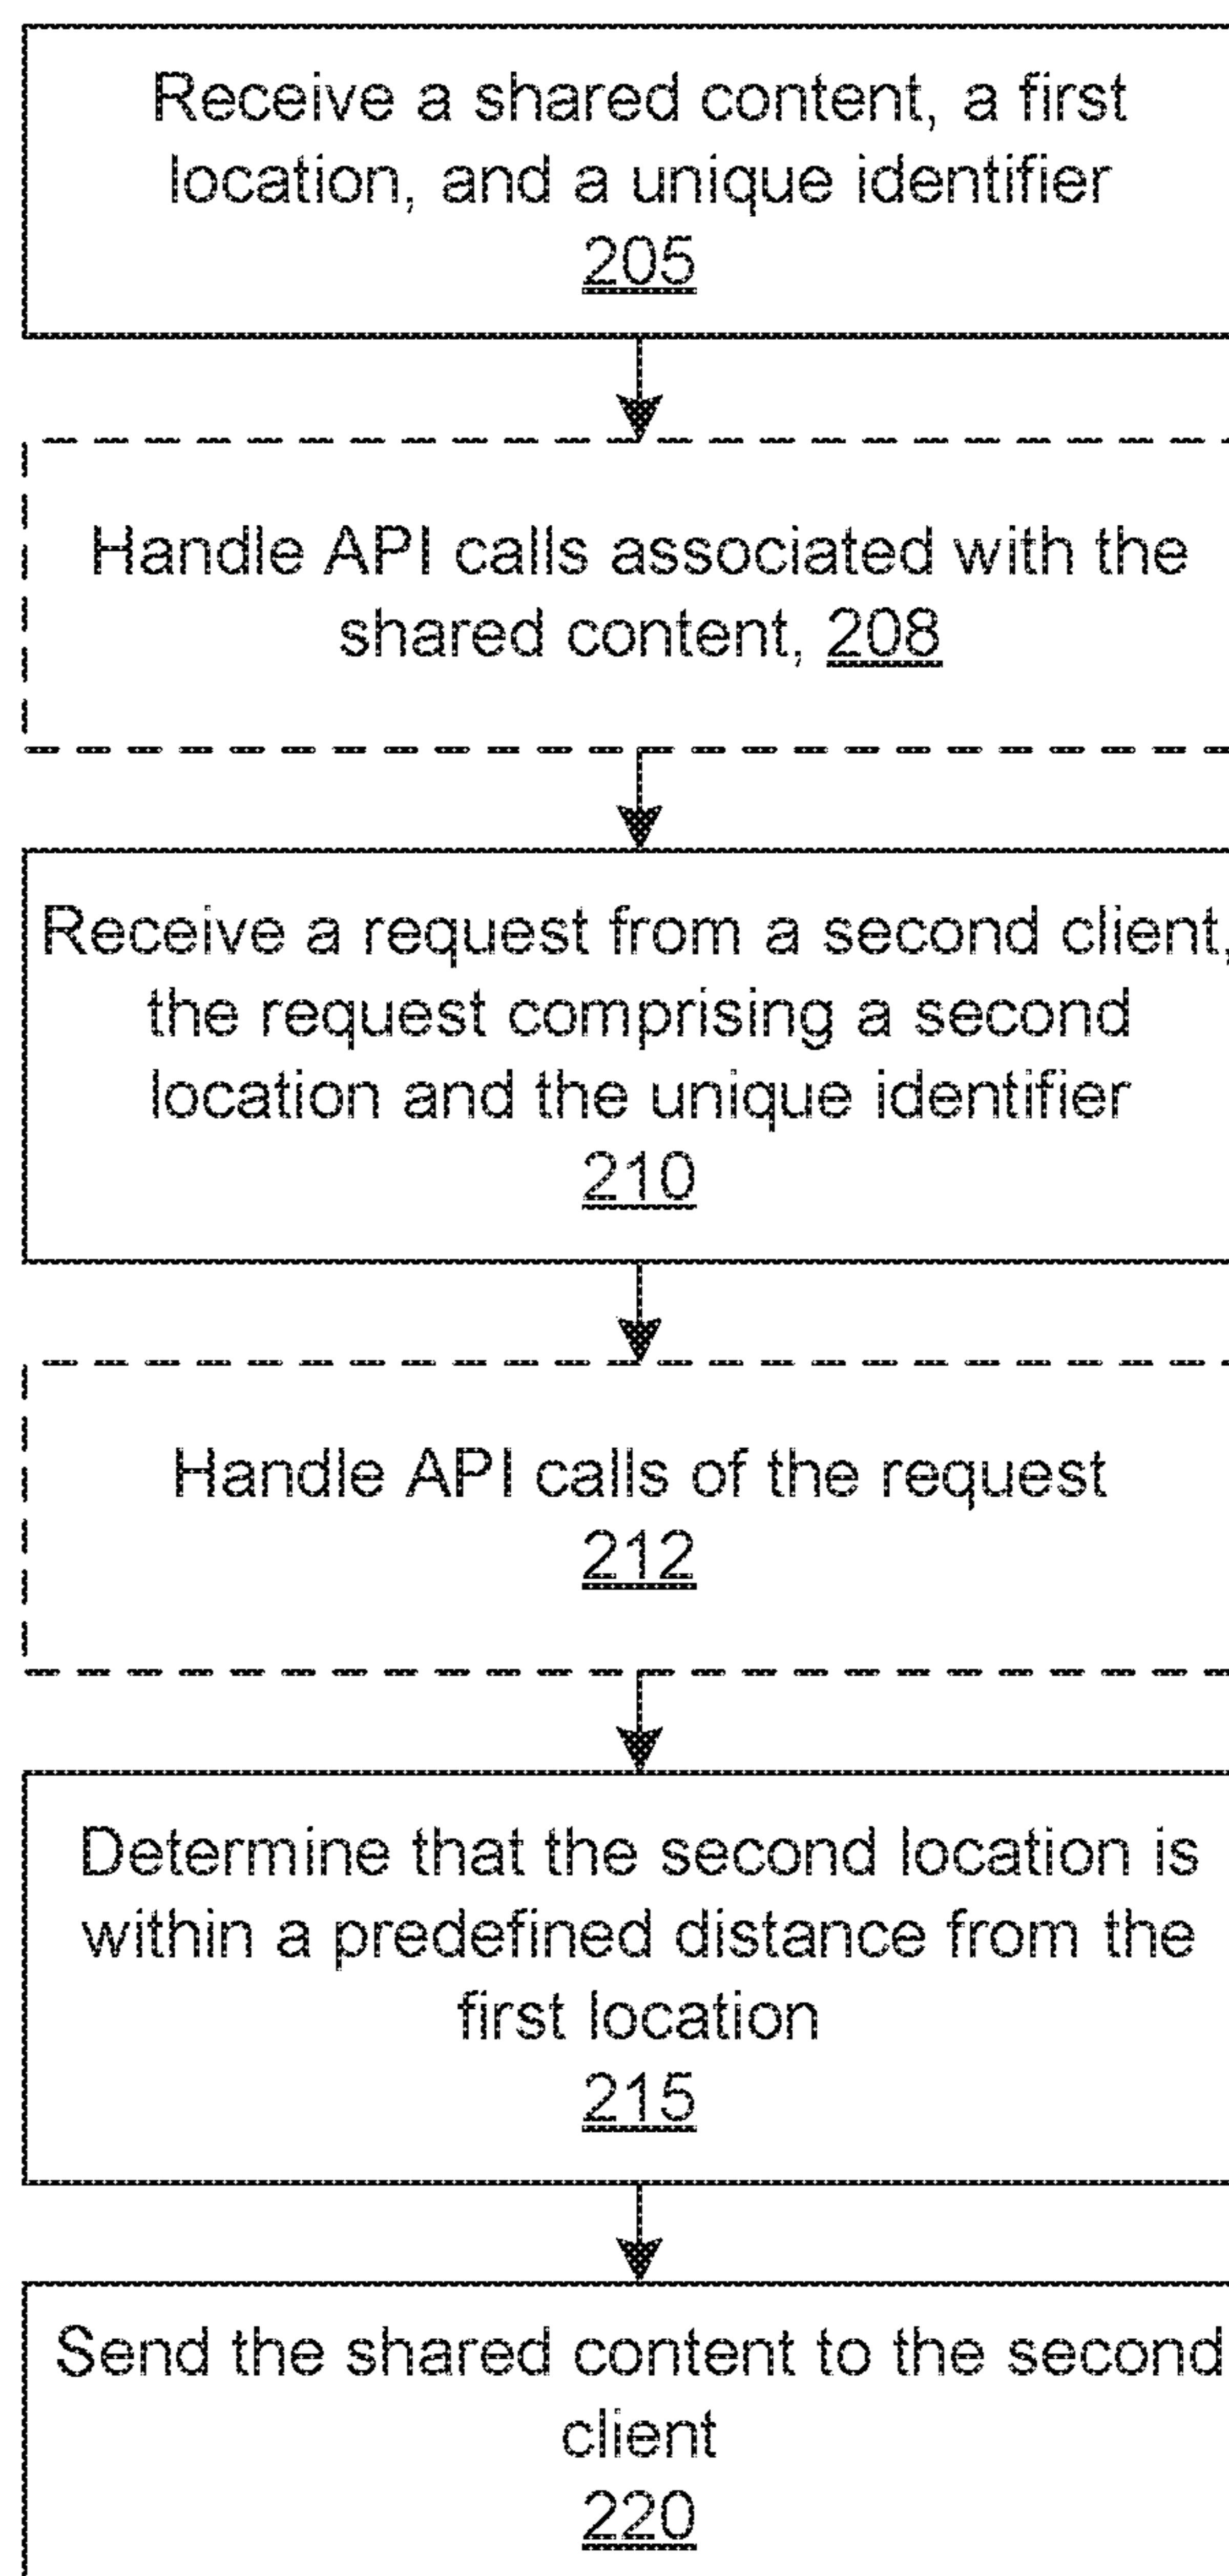 Receive a shared content, a first
location, and a unique identifier
205
Handle API calls associated with the
shared content, 208
Receive a request from a second client,
the request comprising a second
location and the unique identifier
210
Handle API calls of the request
212
Determine that the second location is
within a predefined distance from the
first location
215
Send the shared content to the second
client
220